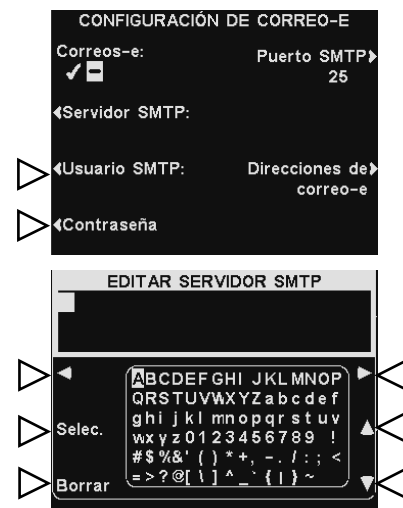 CONFIGURACIÓN DE CORREO-E
Correos-e:
Puerto SMTP
25
Servidor SMTP:
Usuario SMTP:
Direcciones de
correo-e
Contraseña
EDITAR SERVIDOR SMTP
ABCDEFGHIJKLMNOP
QRSTUVWXYZabcdef
ghijklmnopqrstuv
wxyz0123456789 !
#$%&'()*+,-./:;<
=>?@[\]^_`{|}~
Selec.
Borrar